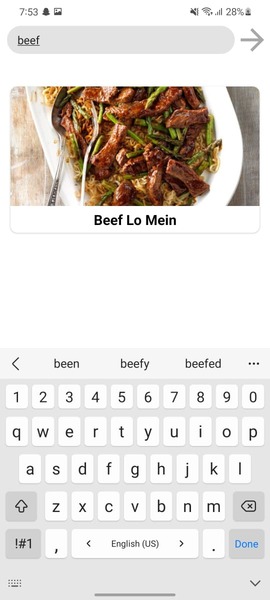 7:53 28%
beef
Beef Lo Mein
been beefy beefed ...
1 2 3 4 5 6 7 8 9 0
q w e r t y u i o p
a s d f g h j k l
z x c v b n m
!#1 , < English (US) > . Done